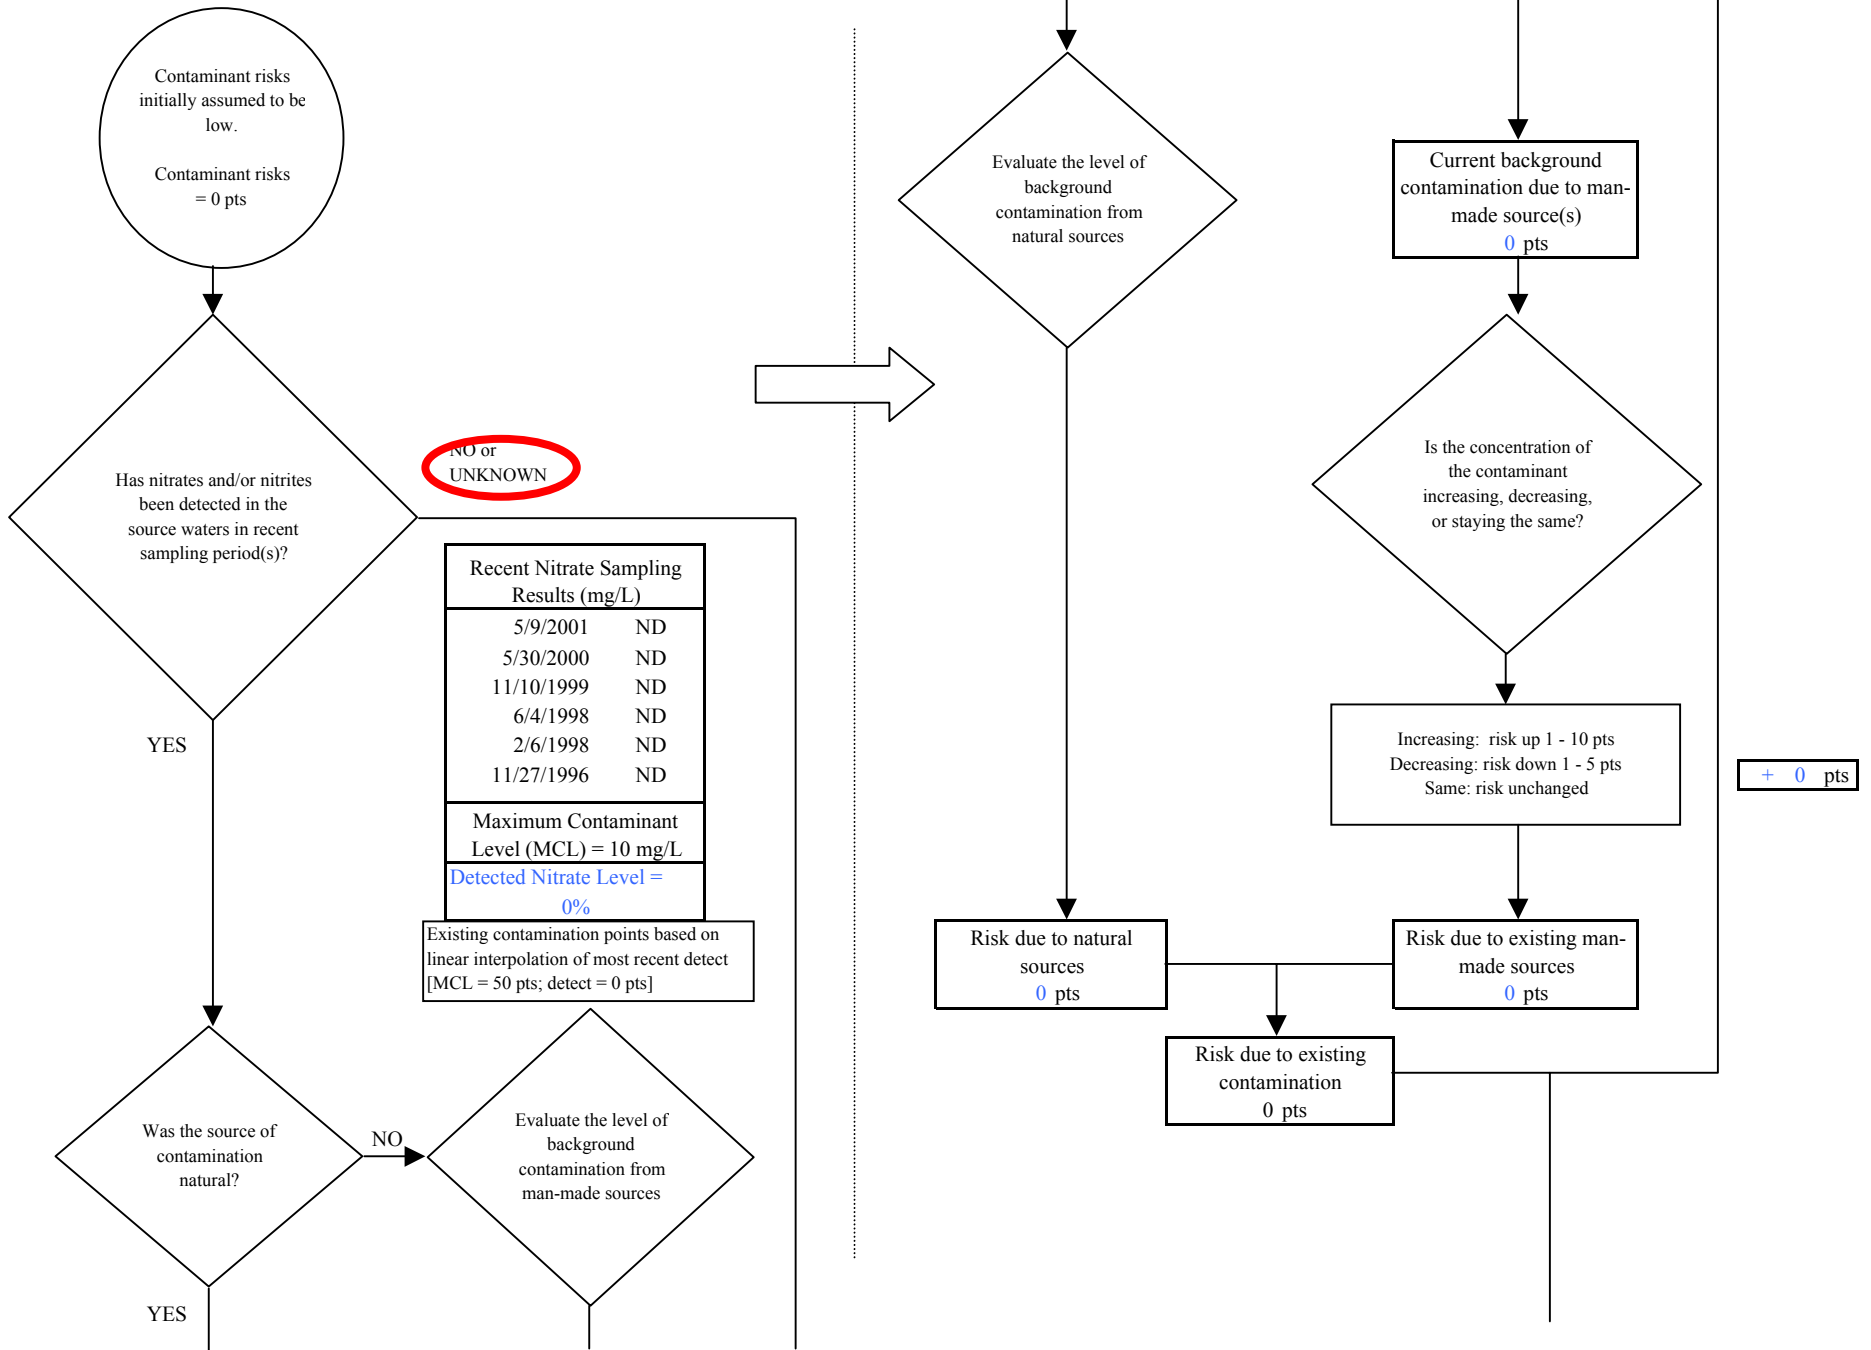 Contaminant risks
initially assumed to be
low.
Contaminant risks
= 0 pts
Has nitrates and/or nitrites
been detected in the
source waters in recent
sampling period(s)?
NO or
UNKNOWN
YES
Recent Nitrate Sampling
Results (mg/L)
5/9/2001 ND
5/30/2000 ND
11/10/1999 ND
6/4/1998 ND
2/6/1998 ND
11/27/1996 ND
Maximum Contaminant
Level (MCL) = 10 mg/L
Detected Nitrate Level =
0%
Existing contamination points based on
linear interpolation of most recent detect
[MCL = 50 pts; detect = 0 pts]
Was the source of
contamination
natural?
NO
YES
Evaluate the level of
background
contamination from
man-made sources
Evaluate the level of
background
contamination from
natural sources
Current background
contamination due to man-
made source(s)
0 pts
Is the concentration of
the contaminant
increasing, decreasing,
or staying the same?
Increasing: risk up 1 - 10 pts
Decreasing: risk down 1 - 5 pts
Same: risk unchanged
+ 0 pts
Risk due to natural
sources
0 pts
Risk due to existing man-
made sources
0 pts
Risk due to existing
contamination
0 pts